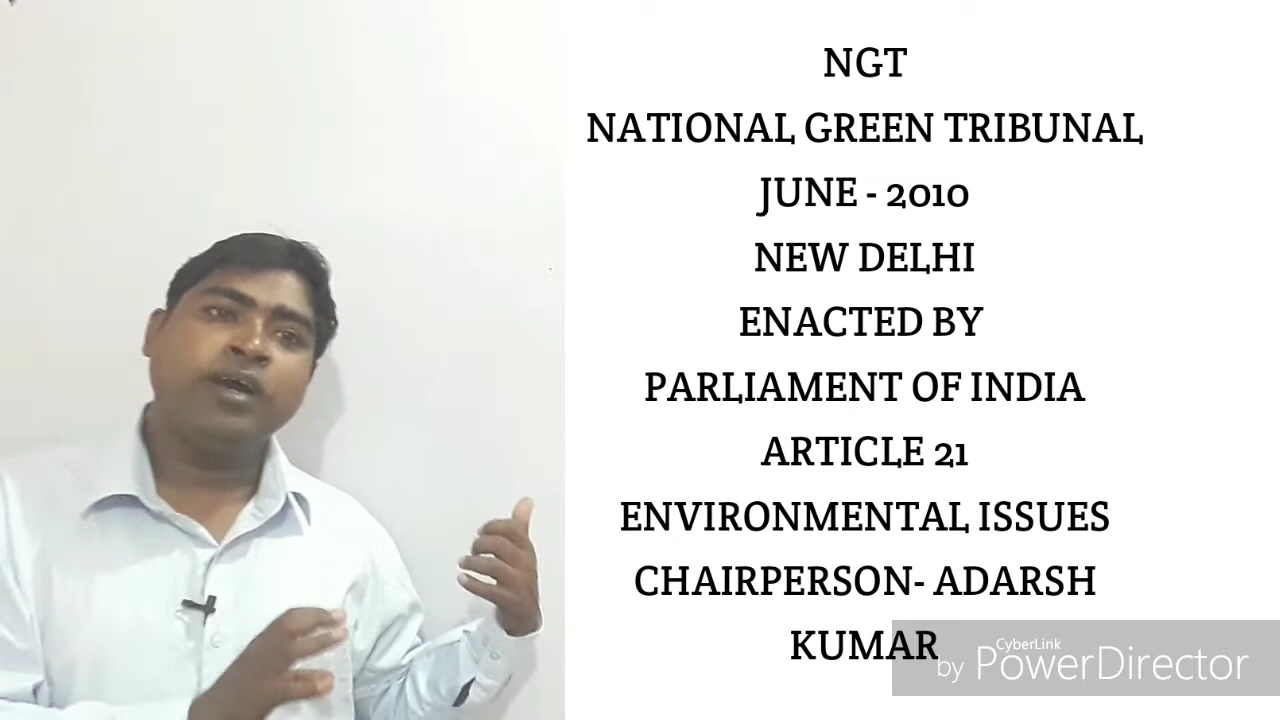 NGT
NATIONAL GREEN TRIBUNAL
JUNE - 2010
NEW DELHI
ENACTED BY
PARLIAMENT OF INDIA
ARTICLE 21
ENVIRONMENTAL ISSUES
CHAIRPERSON- ADARSH
KUMAR
CyberLink
by PowerDirector